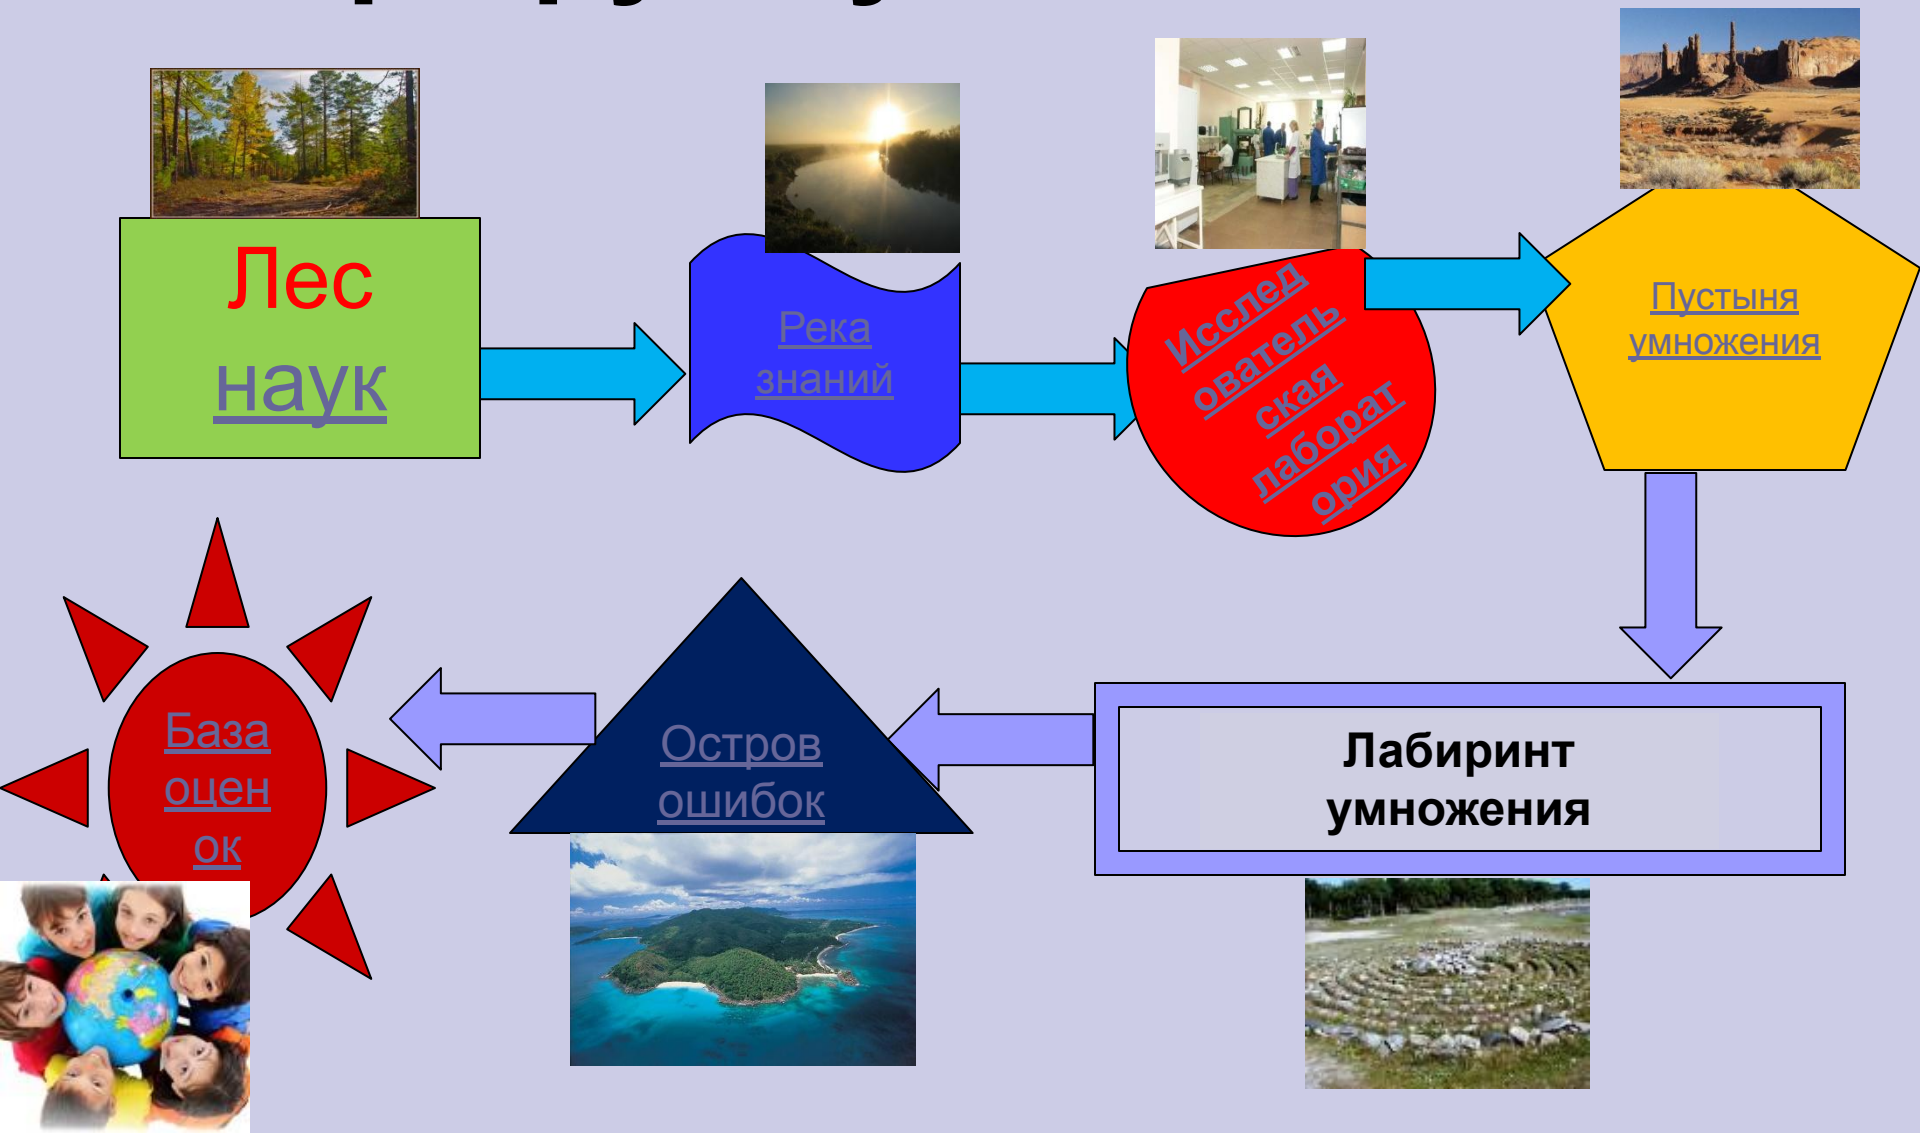 Лес
наук
Река
знаний
Исслед
ователь
ская
лаборат
ория
Пустыня
умножения
Лабиринт
умножения
Остров
ошибок
База
оцен
ок